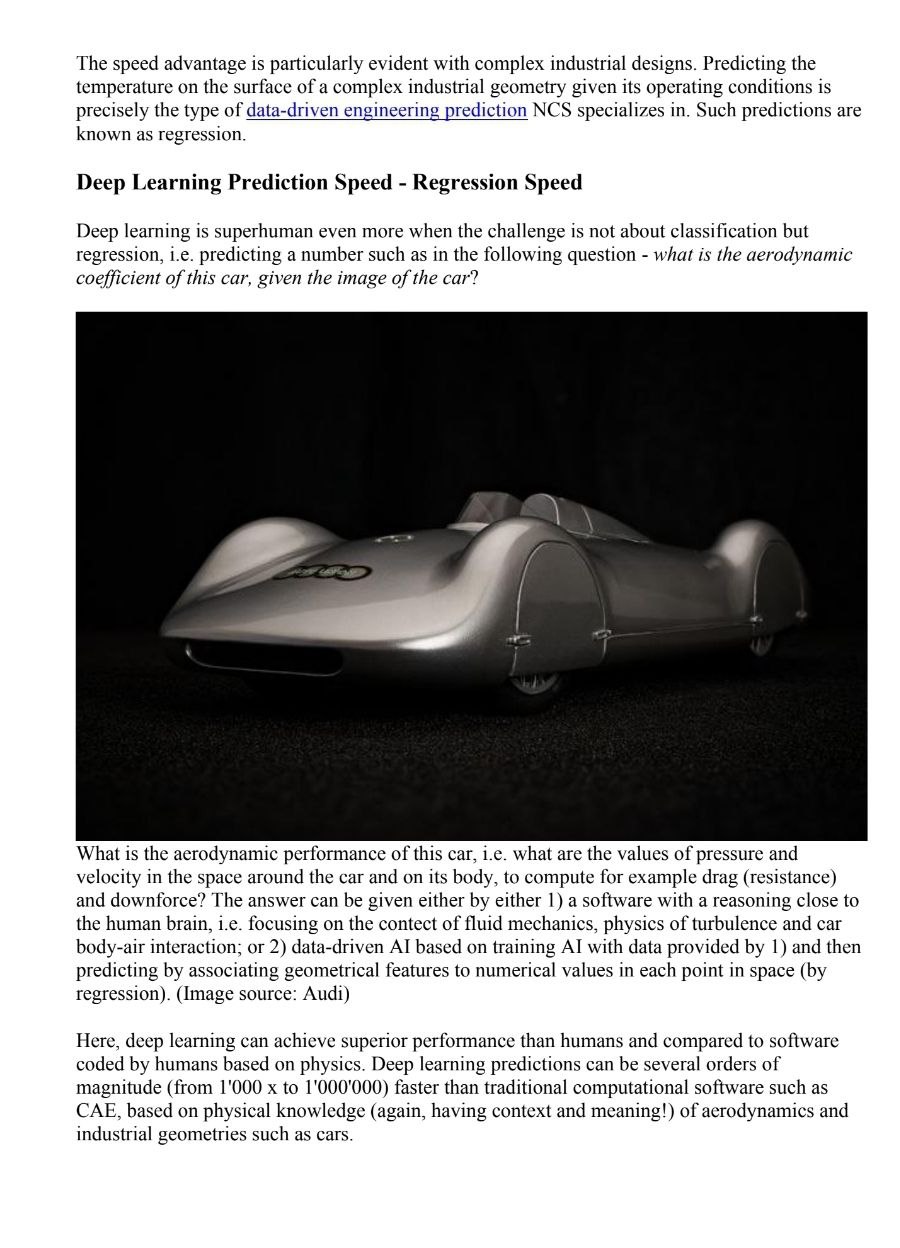 The speed advantage is particularly evident with complex industrial designs. Predicting the
temperature on the surface of a complex industrial geometry given its operating conditions is
precisely the type of data-driven engineering prediction NCS specializes in. Such predictions are
known as regression.
Deep Learning Prediction Speed - Regression Speed
Deep learning is superhuman even more when the challenge is not about classification but
regression, i.e. predicting a number such as in the following question - what is the aerodynamic
coefficient of this car, given the image of the car?
What is the aerodynamic performance of this car, i.e. what are the values of pressure and
velocity in the space around the car and on its body, to compute for example drag (resistance)
and downforce? The answer can be given either by either 1) a software with a reasoning close to
the human brain, i.e. focusing on the contect of fluid mechanics, physics of turbulence and car
body-air interaction; or 2) data-driven AI based on training AI with data provided by 1) and then
predicting by associating geometrical features to numerical values in each point in space (by
regression). (Image source: Audi)
Here, deep learning can achieve superior performance than humans and compared to software
coded by humans based on physics. Deep learning predictions can be several orders of
magnitude (from 1'000 x to 1'000'000) faster than traditional computational software such as
CAE, based on physical knowledge (again, having context and meaning!) of aerodynamics and
industrial geometries such as cars.